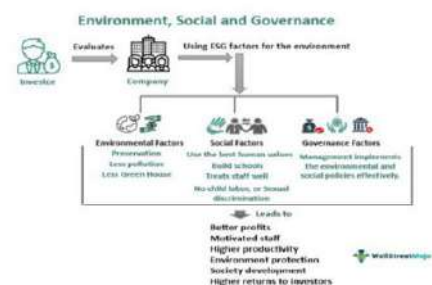 Environment, Social and Governance
Evaluates
Using ESG factors for the environment
Investor
Company
Environmental Factors
Preservation
Less pollution
Less Green House
Social Factors
Use the best human values
Build schools
Treats staff well
No child labor, or Sexual
discrimination
Governance Factors
Management implements
the environmental and
social policies effectively.
Leads to
Better profits
Motivated staff
Higher productivity
Environment protection
Society development
Higher returns to investors
WallStreetMojo